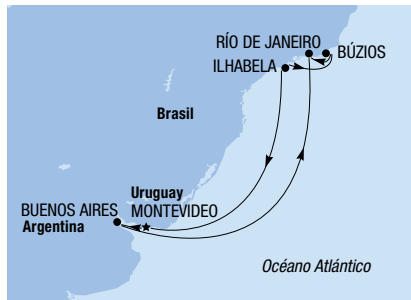 RÍO DE JANEIRO
BÚZIOS
ILHABELA
Brasil
Uruguay
BUENOS AIRES
MONTEVIDEO
Argentina
Océano Atlántico